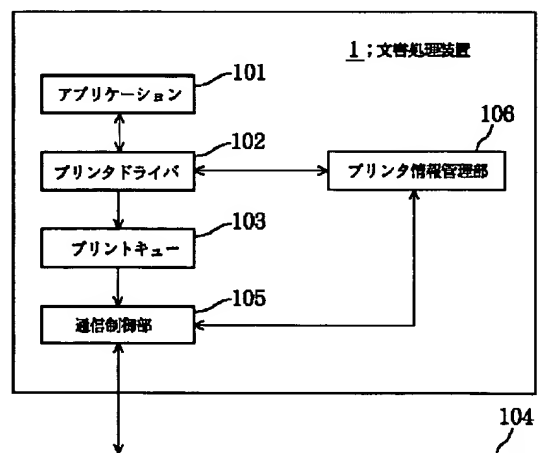 1；文書処理装置
101
アプリケーション
102
プリンタドライバ
106
プリンタ情報管理部
103
プリントキュー
105
通信制御部
104